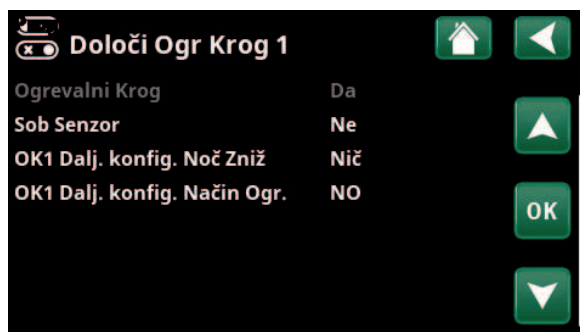 Določi Ogr Krog 1
Ogrevalni Krog Da
Sob Senzor Ne
OK1 Dalj. konfig. Noč Zniž Nič
OK1 Dalj. konfig. Način Ogr. NO
OK